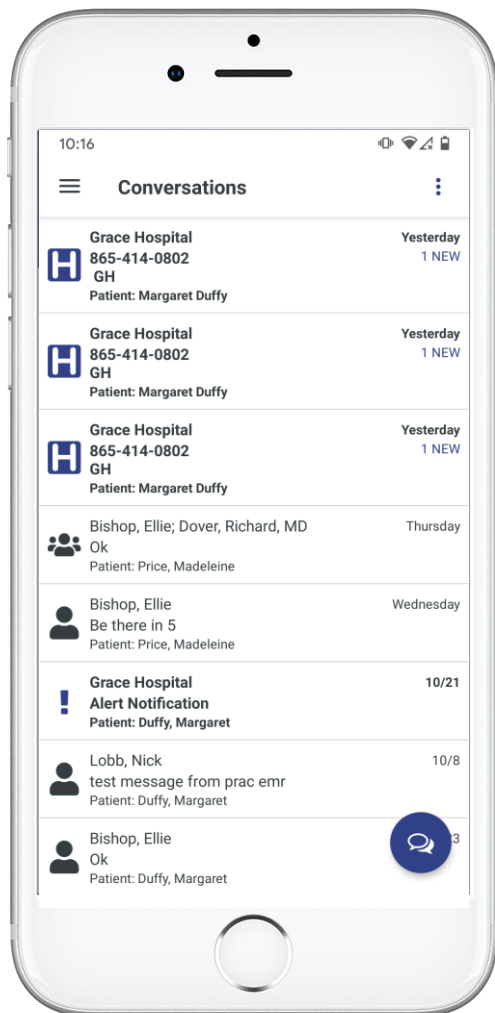 10:16
Conversations
Grace Hospital Yesterday
865-414-0802 1 NEW
GH
Patient: Margaret Duffy
Grace Hospital Yesterday
865-414-0802 1 NEW
GH
Patient: Margaret Duffy
Grace Hospital Yesterday
865-414-0802 1 NEW
GH
Patient: Margaret Duffy
Bishop, Ellie; Dover, Richard, MD Thursday
Ok
Patient: Price, Madeleine
Bishop, Ellie Wednesday
Be there in 5
Patient: Price, Madeleine
Grace Hospital 10/21
Alert Notification
Patient: Duffy, Margaret
Lobb, Nick 10/8
test message from prac emr
Patient: Duffy, Margaret
Bishop, Ellie
Ok
Patient: Duffy, Margaret